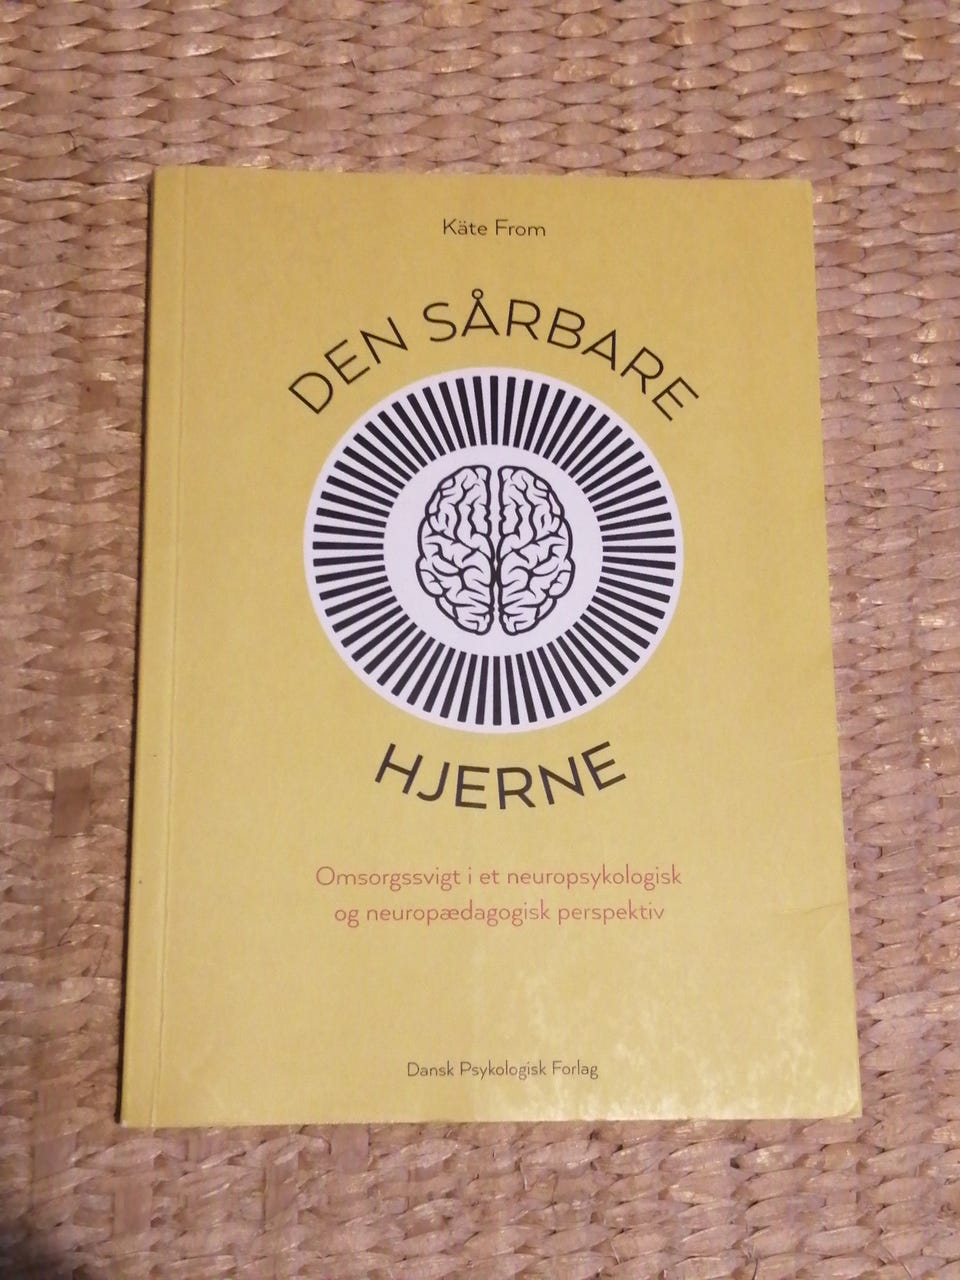 Käte From
DEN SÅRBARE
HJERNE
Omsorgssvigt i et neuropsykologisk
og neuropædagogisk perspektiv
Dansk Psykologisk Forlag